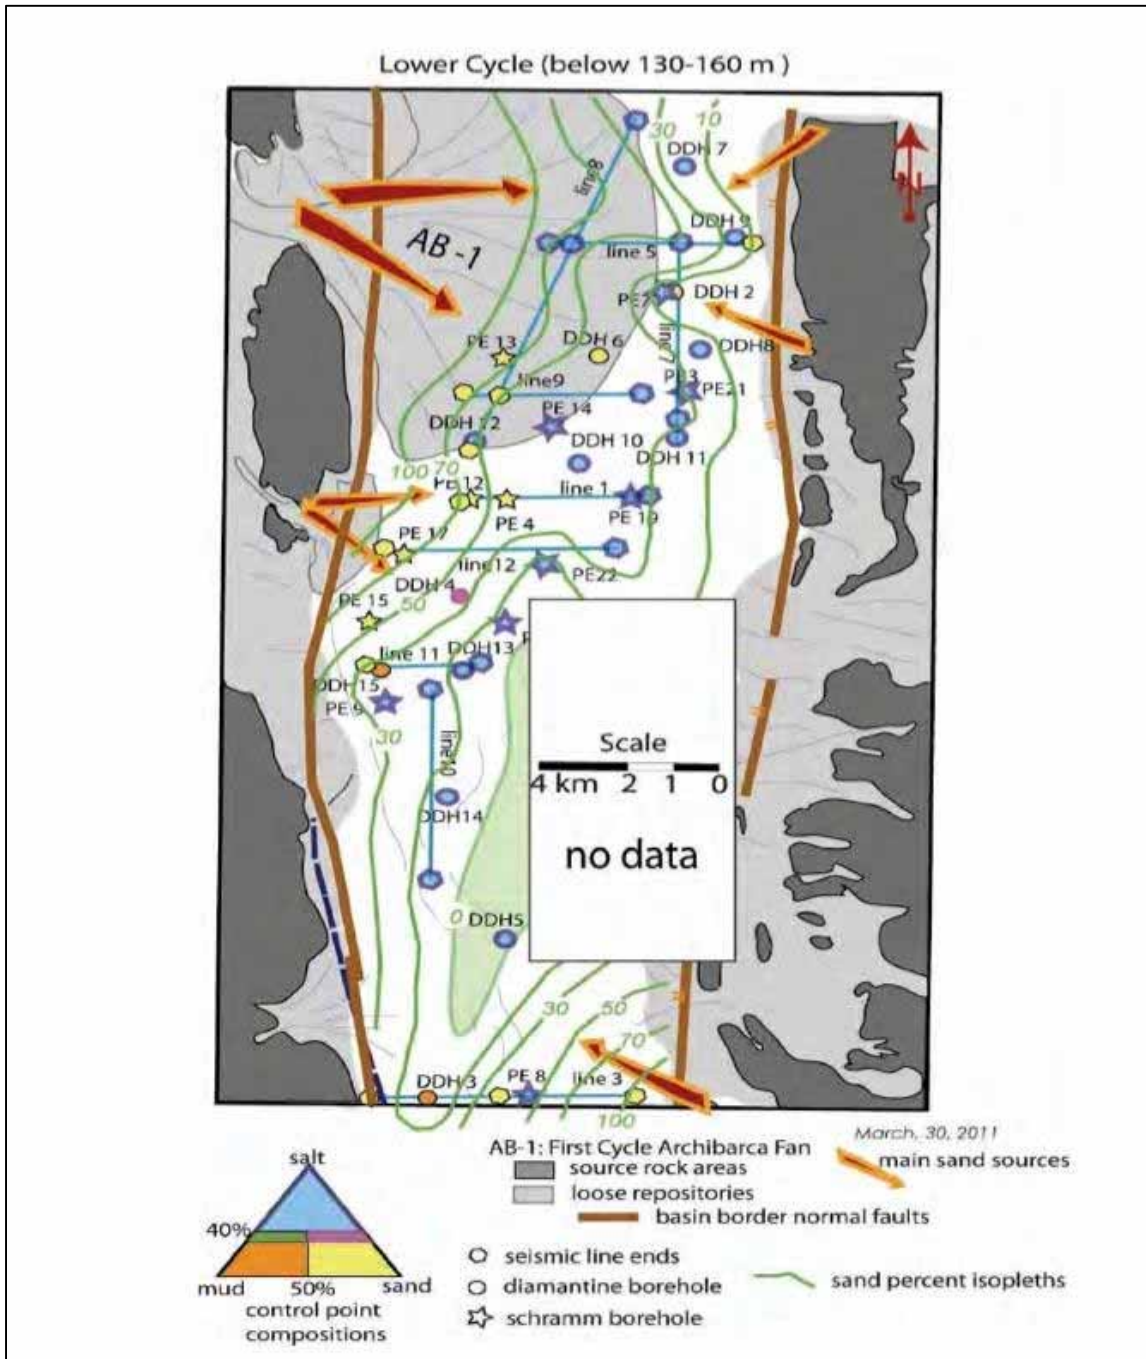 Lower Cycle (below 130-160 m )
30
10
DDH 7
line8
N
DDH 9
AB -1
line 5
DDH 2
PE 13
DDH 6
line 7
DDH8
line9
PE3
PE21
PE 14
DDH 12
DDH 10
DDH 11
100
70
PE 12
line 1
PE 4
PE 19
PE 17
line12
PE22
DDH 4
PE 15
50
line 11
DDH13
DDH15
PE 9
30
line10
Scale
4 km 2 1 0
DDH14
no data
0
DDH5
30
50
70
DDH 3
PE 8
line 3
100
March, 30, 2011
AB-1: First Cycle Archibarca Fan
main sand sources
source rock areas
loose repositories
basin border normal faults
salt
40%
mud
50%
sand
control point
compositions
seismic line ends
diamantine borehole
schramm borehole
sand percent isopleths